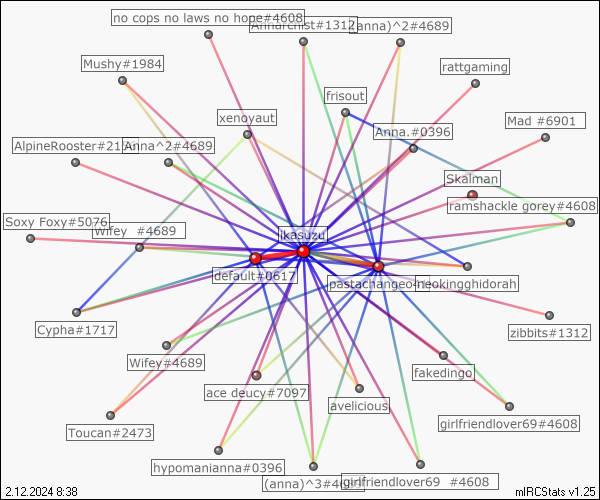 no cops no laws no hope#4608
Annarchist#1312
(anna)^2#4689
Mushy#1984
rattgaming
frisout
xenoyaut
Anna.#0396
Mad #6901
AlpineRooster#21
Anna^2#4689
Skalman
ramshackle gorey#4608
Soxy Foxy#5076
Wifey #4689
ikasuzu
default#0617
pastachangeo4
neokingghidorah
Cypha#1717
zibbits#1312
Wifey#4689
fakedingo
ace deucy#7097
avelicious
girlfriendlover69#4608
Toucan#2473
hypomanianna#0396
(anna)^3#4689
girlfriendlover69 #4608
2.12.2024 8:38
mIRCStats v1.25